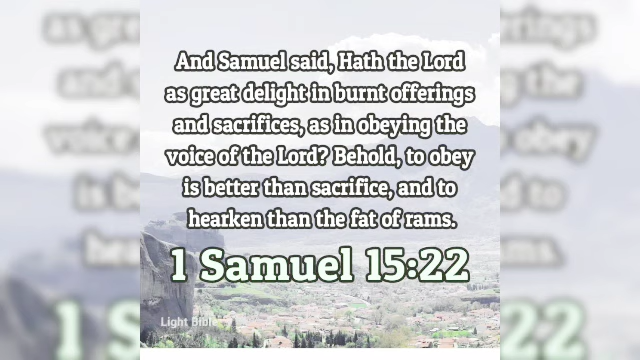 And Samuel said, Hath the Lord
as great delight in burnt offerings
and sacrifices, as in obeying the
voice of the Lord? Behold, to obey
is better than sacrifice, and to
hearken than the fat of rams.
1 Samuel 15:22
Light Bible